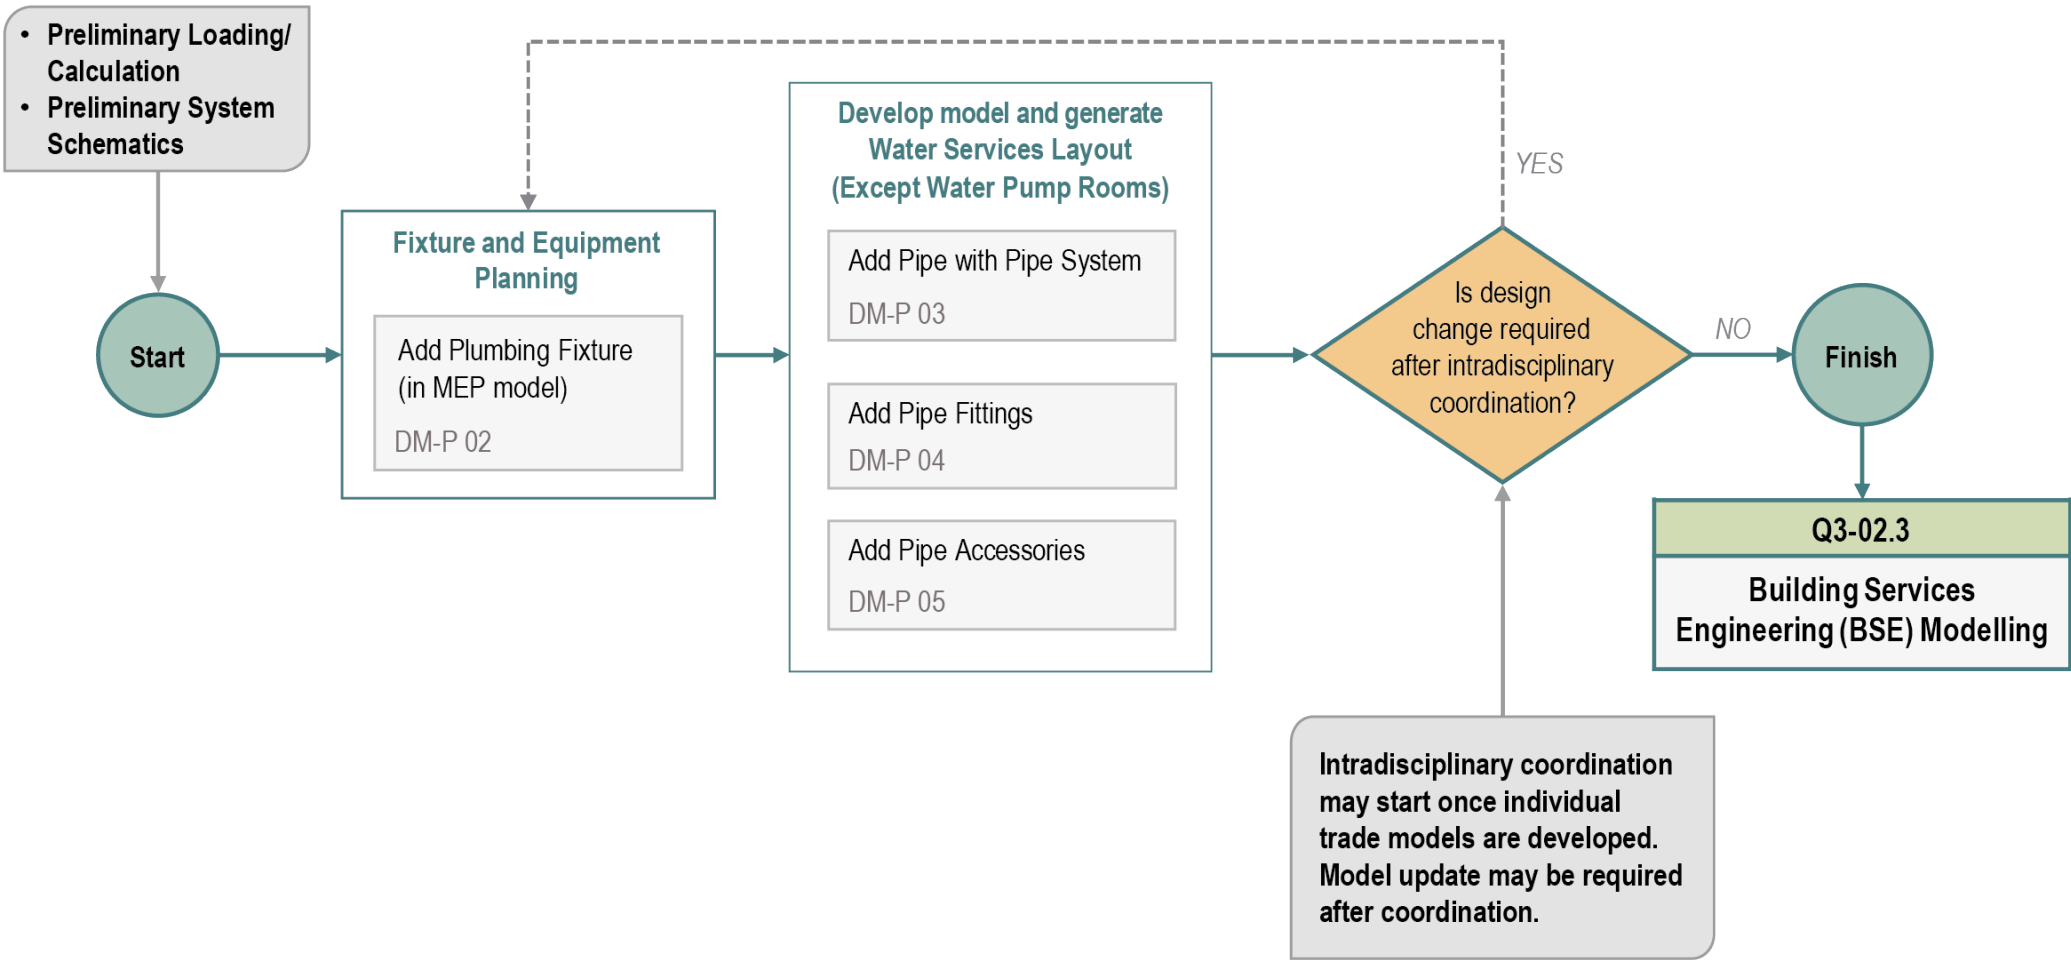 • Preliminary Loading/
Calculation
• Preliminary System
Schematics
Start
Fixture and Equipment
Planning
Add Plumbing Fixture
(in MEP model)
DM-P 02
Develop model and generate
Water Services Layout
(Except Water Pump Rooms)
Add Pipe with Pipe System
DM-P 03
Add Pipe Fittings
DM-P 04
Add Pipe Accessories
DM-P 05
YES
Is design
change required
after intradisciplinary
coordination?
NO
Finish
Q3-02.3
Building Services
Engineering (BSE) Modelling
Intradisciplinary coordination
may start once individual
trade models are developed.
Model update may be required
after coordination.